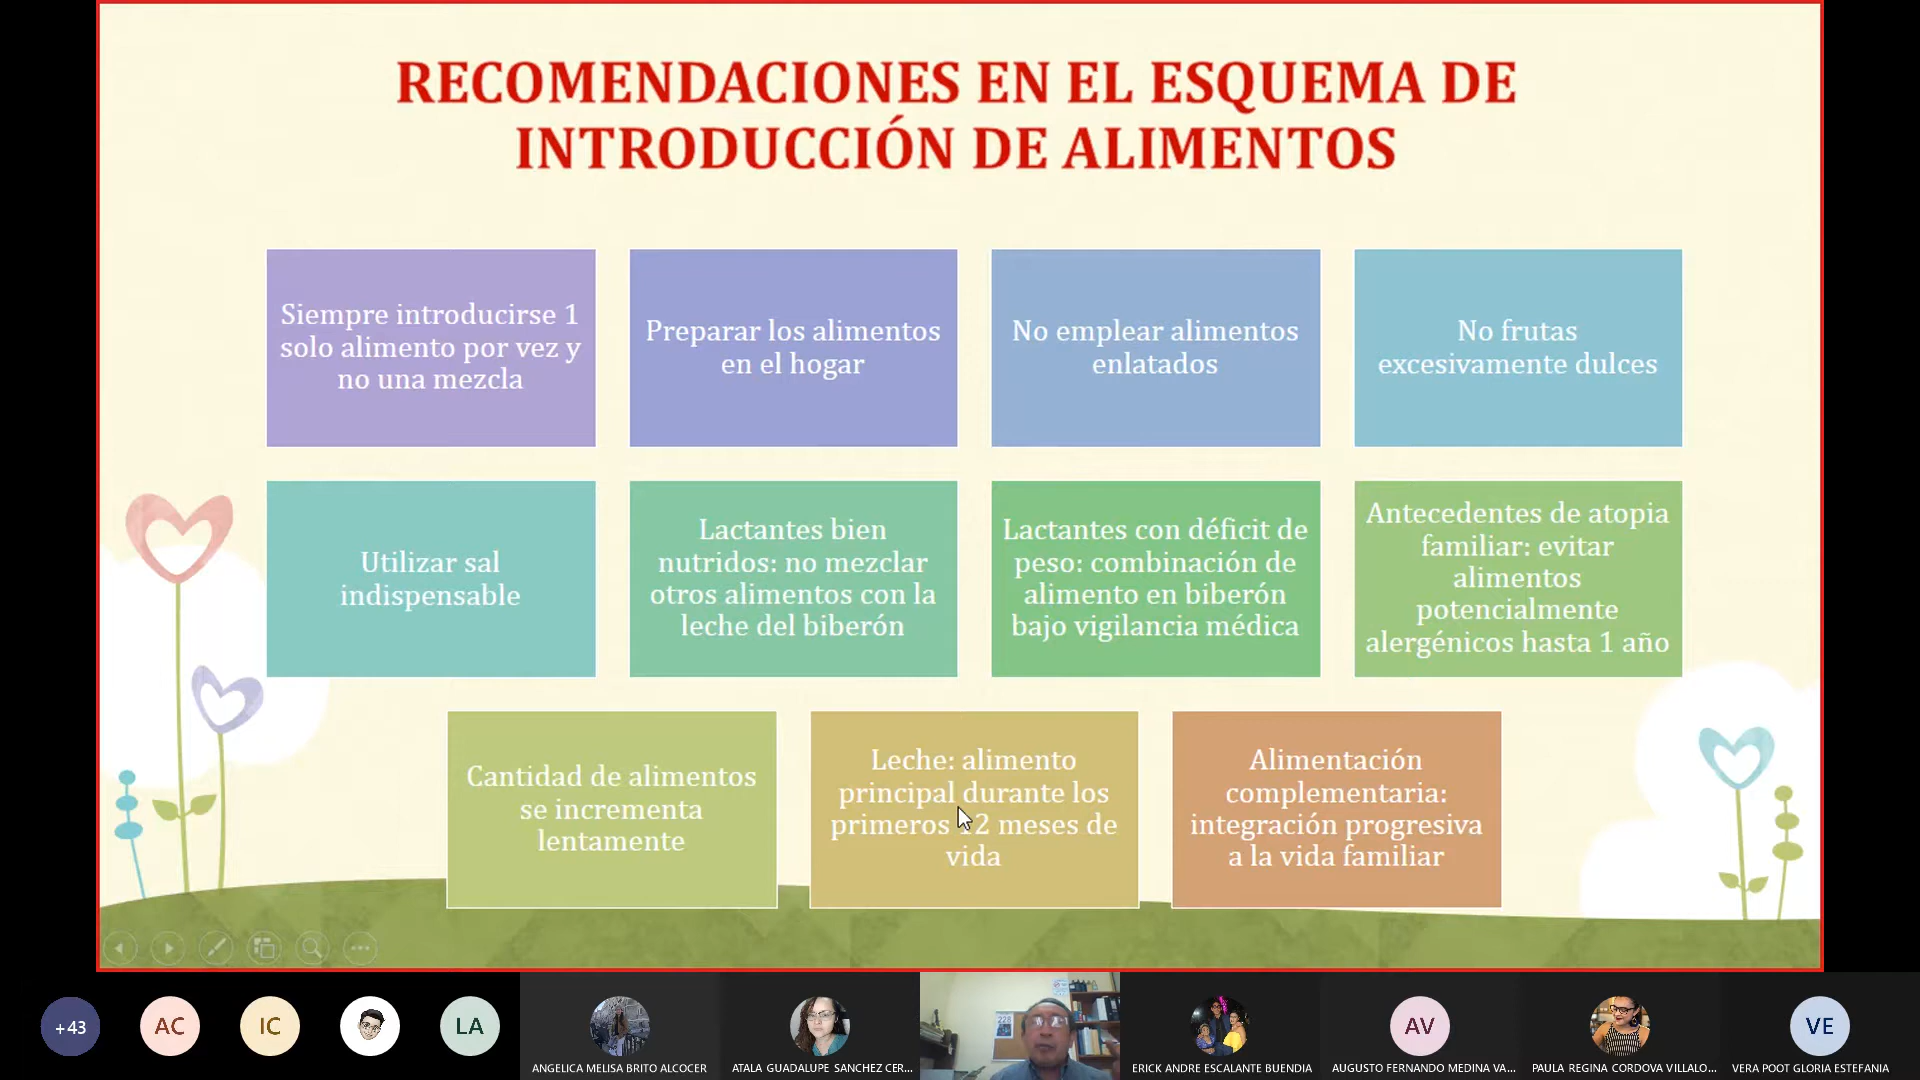 RECOMENDACIONES EN EL ESQUEMA DE
INTRODUCCIÓN DE ALIMENTOS
Siempre introducirse 1
solo alimento por vez y
no una mezcla
Preparar los alimentos
en el hogar
No emplear alimentos
enlatados
No frutas
excesivamente dulces
Utilizar sal
indispensable
Lactantes bien
nutridos: no mezclar
otros alimentos con la
leche del biberón
Lactantes con déficit de
peso: combinación de
alimento en biberón
bajo vigilancia médica
Antecedentes de atopia
familiar: evitar
alimentos
potencialmente
alergénicos hasta 1 año
Cantidad de alimentos
se incrementa
lentamente
Leche: alimento
principal durante los
primeros 12 meses de
vida
Alimentación
complementaria:
integración progresiva
a la vida familiar
+43
AC
IC
LA
ANGELICA MELISA BRITO ALCOCER
ATALA GUADALUPE SANCHEZ CER...
228
ERICK ANDRE ESCALANTE BUENDIA
AV
AUGUSTO FERNANDO MEDINA VA...
PAULA REGINA CORDOVA VILLALO...
VE
VERA POOT GLORIA ESTEFANIA